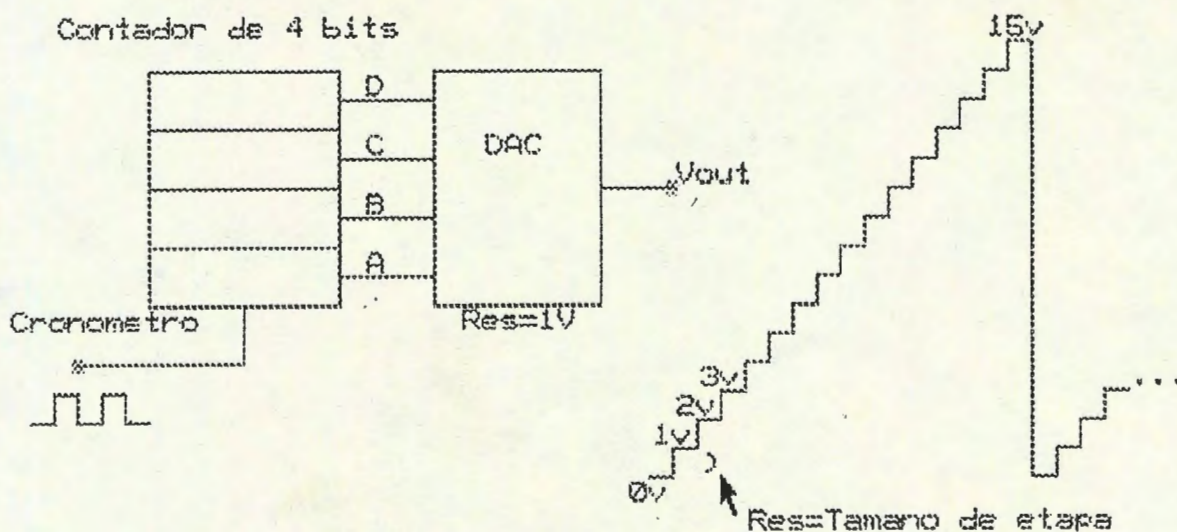 Contador de 4 bits
15v
D
C
DAC
Vout
B
A
Cronometro
Res=1V
3v
2v
1v
0v
Res=Tamano de etapa